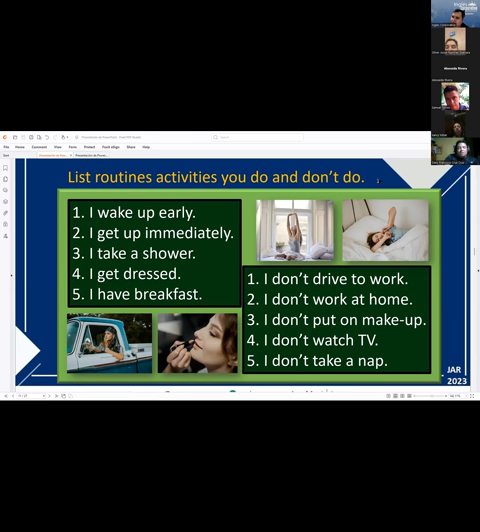 File Home Comment View Form Protect Share Help
List routines activities you do and don't do.
1. I wake up early.
2. I get up immediately.
3. I take a shower.
4. I get dressed.
5. I have breakfast.
1. I don't drive to work.
2. I don't work at home.
3. I don't put on make-up.
4. I don't watch TV.
5. I don't take a nap.
JAR
2023